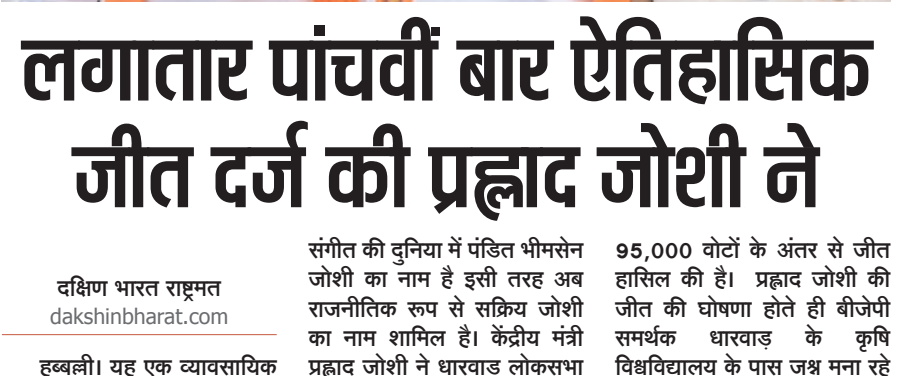 लगातार पांचवीं बार ऐतिहासिक
जीत दर्ज की प्रह्लाद जोशी ने
दक्षिण भारत राष्ट्रमत
dakshinbharat.com
हुब्बल्ली। यह एक व्यावसायिक
संगीत की दुनिया में पंडित भीमसेन
जोशी का नाम है इसी तरह अब
राजनीतिक रूप से सक्रिय जोशी
का नाम शामिल है। केंद्रीय मंत्री
प्रह्लाद जोशी ने धारवाड़ लोकसभा
95,000 वोटों के अंतर से जीत
हासिल की है। प्रह्लाद जोशी की
जीत की घोषणा होते ही बीजेपी
समर्थक धारवाड़ के कृषि
विश्वविद्यालय के पास जश्न मना रहे